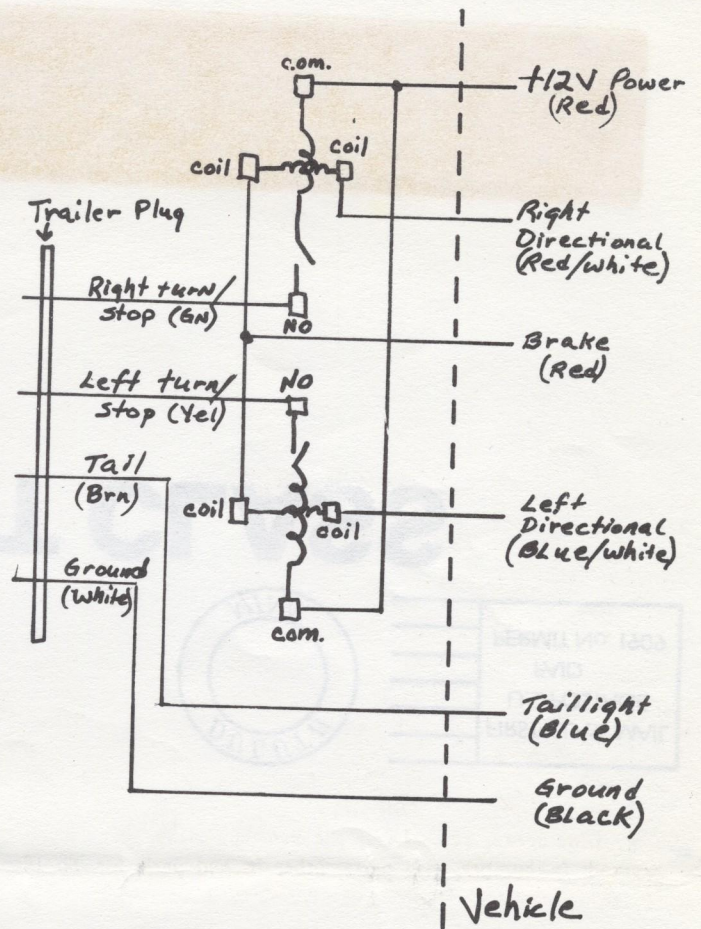 com.
+12V Power
(Red)
coil
coil
Trailer Plug
Right
Directional
(Red/white)
Right turn/
Stop (GN)
NO
Brake
(Red)
Left turn/
Stop (Yel)
NO
Tail
(Brn)
coil
coil
Left
Directional
(BLue/white)
Ground
(White)
com.
Taillight
(Blue)
Ground
(BLack)
Vehicle